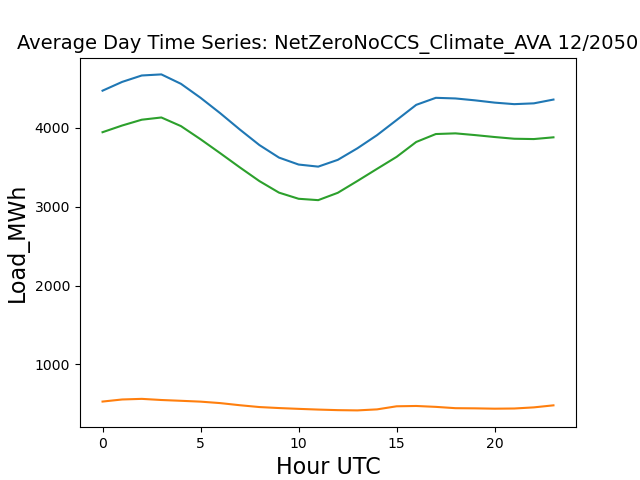 Average Day Time Series: NetZeroNoCCS_Climate_AVA 12/2050
Load_MWh
4000
3000
2000
1000
0 5 10 15 20
Hour UTC